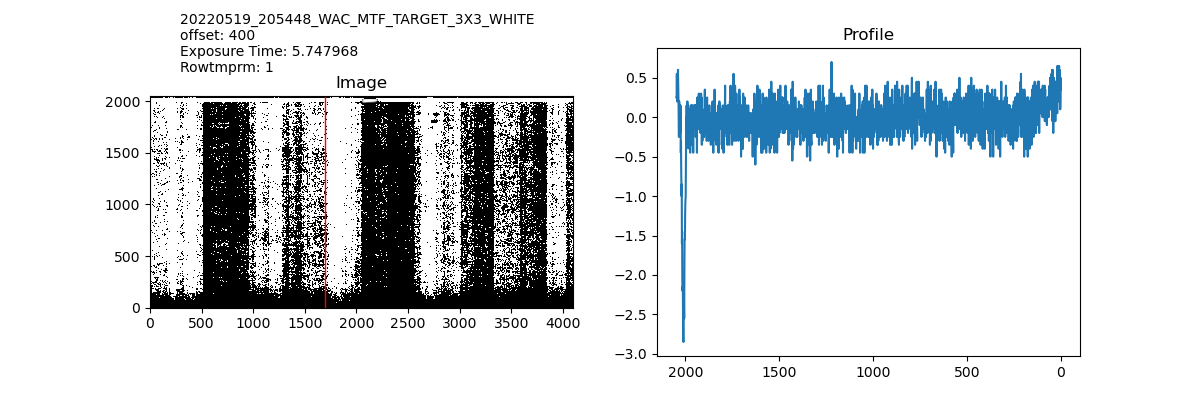 20220519_205448_WAC_MTF_TARGET_3X3_WHITE
offset: 400
Exposure Time: 5.747968
Rowtmprm: 1
Image
2000
1500
1000
500
0
0 500 1000 1500 2000 2500 3000 3500 4000
Profile
0.5
0.0
−0.5
−1.0
−1.5
−2.0
−2.5
−3.0
2000 1500 1000 500 0